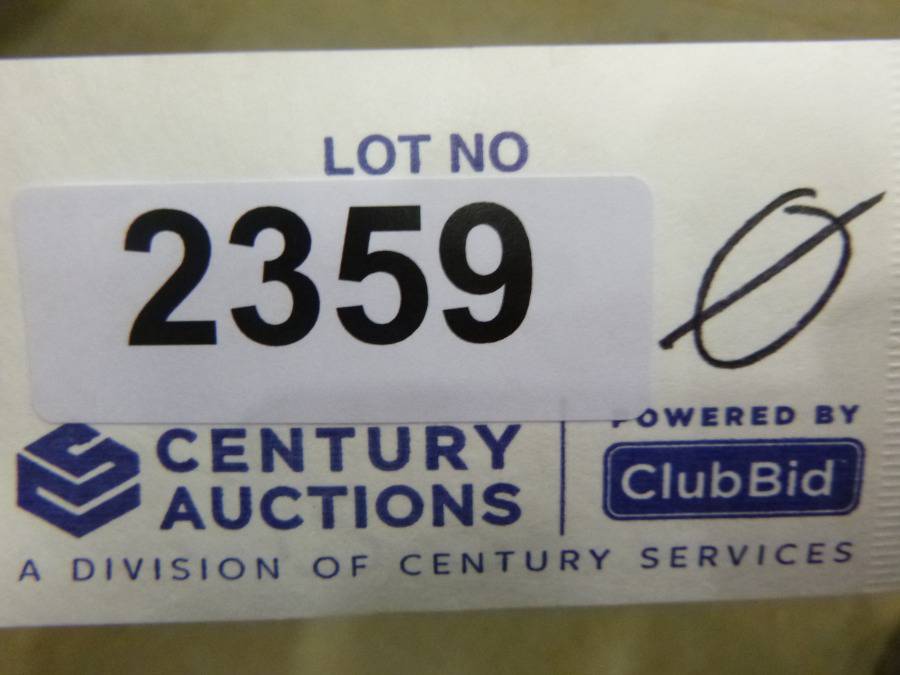 LOT NO
2359
Ø
CENTURY
AUCTIONS
POWERED BY
ClubBid
A DIVISION OF CENTURY SERVICES